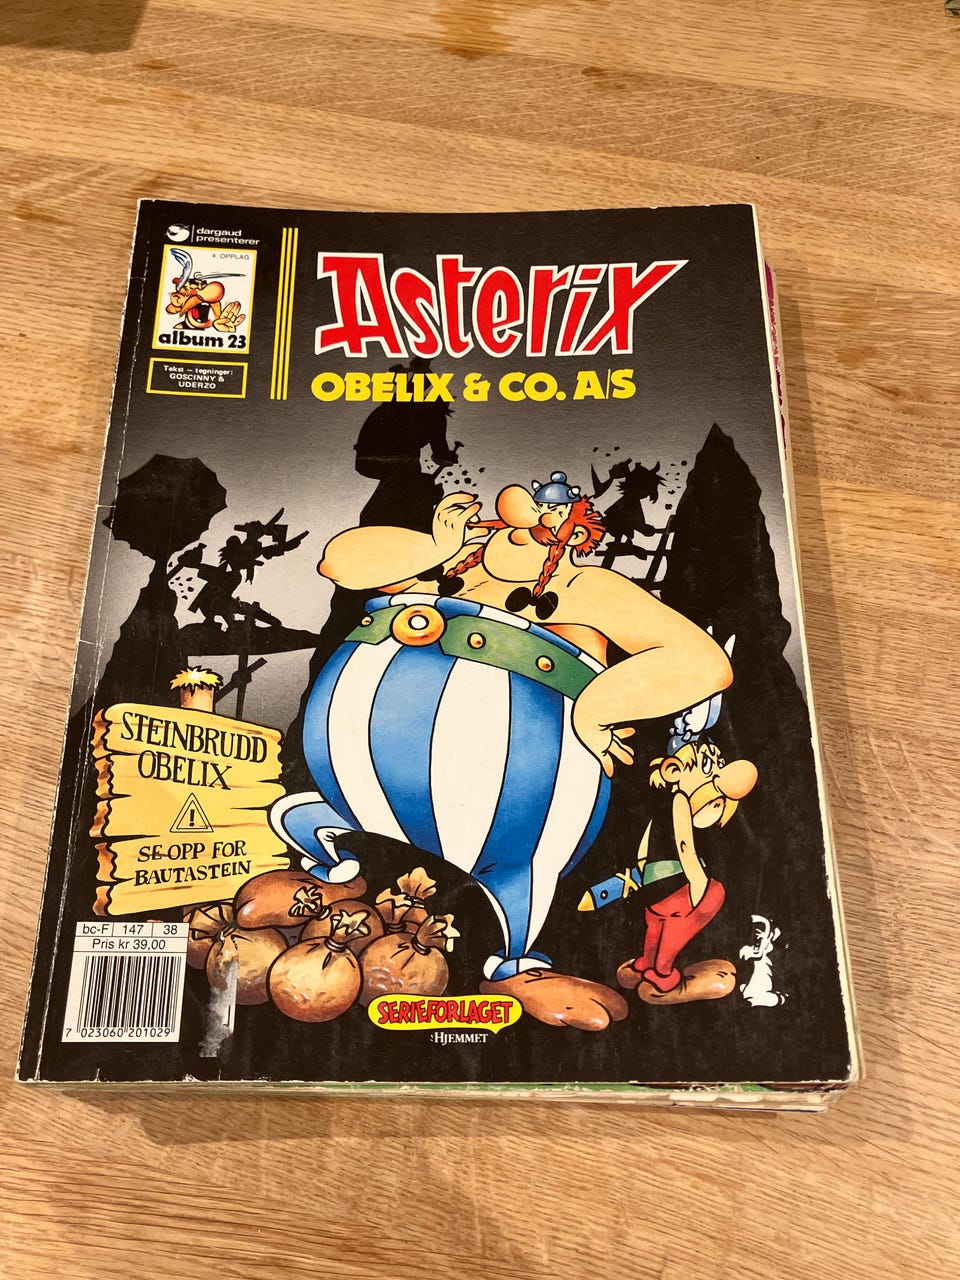 dargaud
presenterer
4. OPPLAG
album 23
Tekst – tegninger:
GOSCINNY &
UDERZO
Asterix
OBELIX & CO. A/S
STEINBRUDD
OBELIX
!
SE OPP FOR
BAUTASTEIN
bc-F 147 38
Pris kr 39,00
7 023060 201029
SERIEFORLAGET
HJEMMET